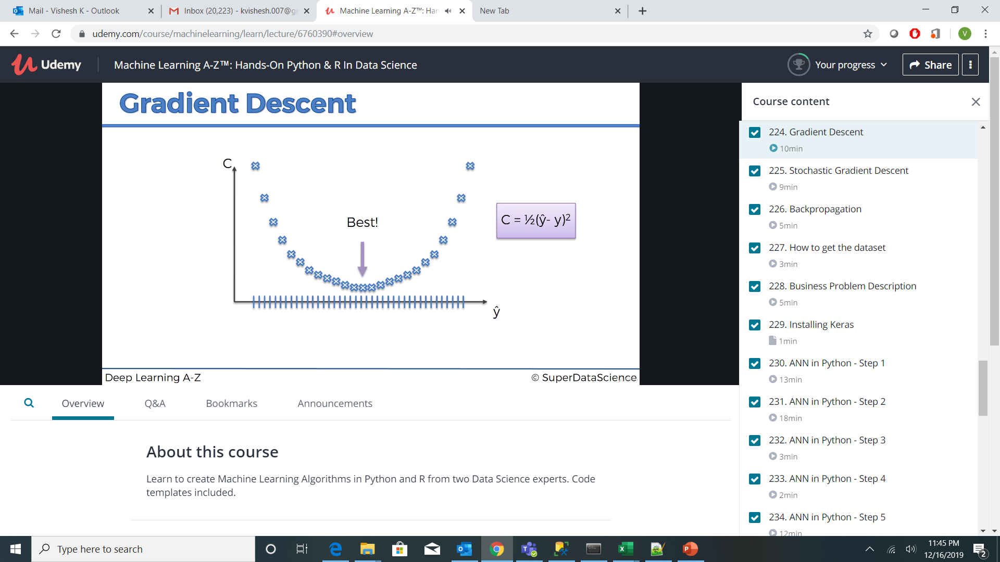 Mail - Vishesh K - Outlook
Inbox (20,223) - kvishesh.007@g
Machine Learning A-Z™: Han
New Tab
udemy.com/course/machinelearning/learn/lecture/6760390#overview
V
Udemy
Machine Learning A-Z™: Hands-On Python & R In Data Science
Your progress
Share
Gradient Descent
C
Best!
C = ½(ŷ- y)²
ŷ
Deep Learning A-Z
© SuperDataScience
Course content
224. Gradient Descent
10min
225. Stochastic Gradient Descent
9min
226. Backpropagation
5min
227. How to get the dataset
3min
228. Business Problem Description
5min
229. Installing Keras
1min
230. ANN in Python - Step 1
13min
231. ANN in Python - Step 2
18min
232. ANN in Python - Step 3
3min
233. ANN in Python - Step 4
2min
234. ANN in Python - Step 5
12min
Overview
Q&A
Bookmarks
Announcements
About this course
Learn to create Machine Learning Algorithms in Python and R from two Data Science experts. Code
templates included.
Type here to search
11:45 PM
12/16/2019
2